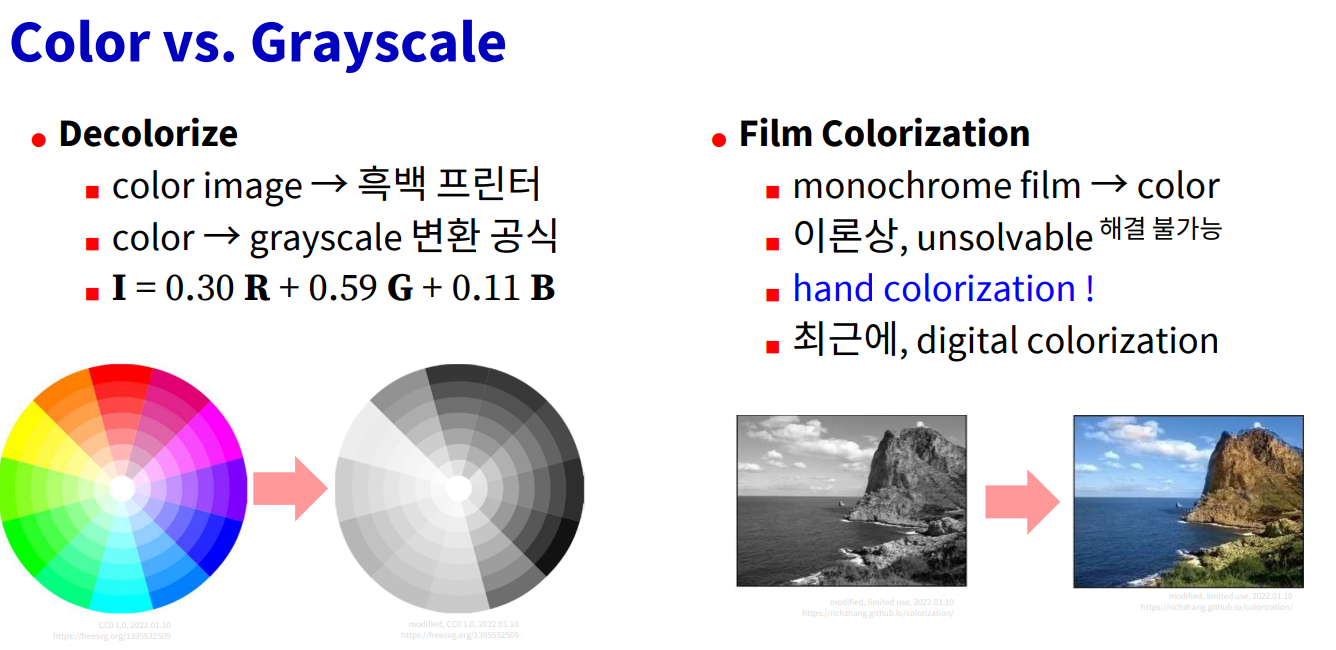 Color vs. Grayscale
● Decolorize
■ color image → 흑백 프린터
■ color → grayscale 변환 공식
■ I = 0.30 R + 0.59 G + 0.11 B
CC0 1.0, 2022.01.10
https://freesvg.org/1395532509
modified, CC0 1.0, 2022.01.10
https://freesvg.org/1395532509
● Film Colorization
■ monochrome film → color
■ 이론상, unsolvable 해결 불가능
■ hand colorization !
■ 최근에, digital colorization
modified, limited use, 2022.01.10
https://richzhang.github.io/colorization/
modified, limited use, 2022.01.10
https://richzhang.github.io/colorization/